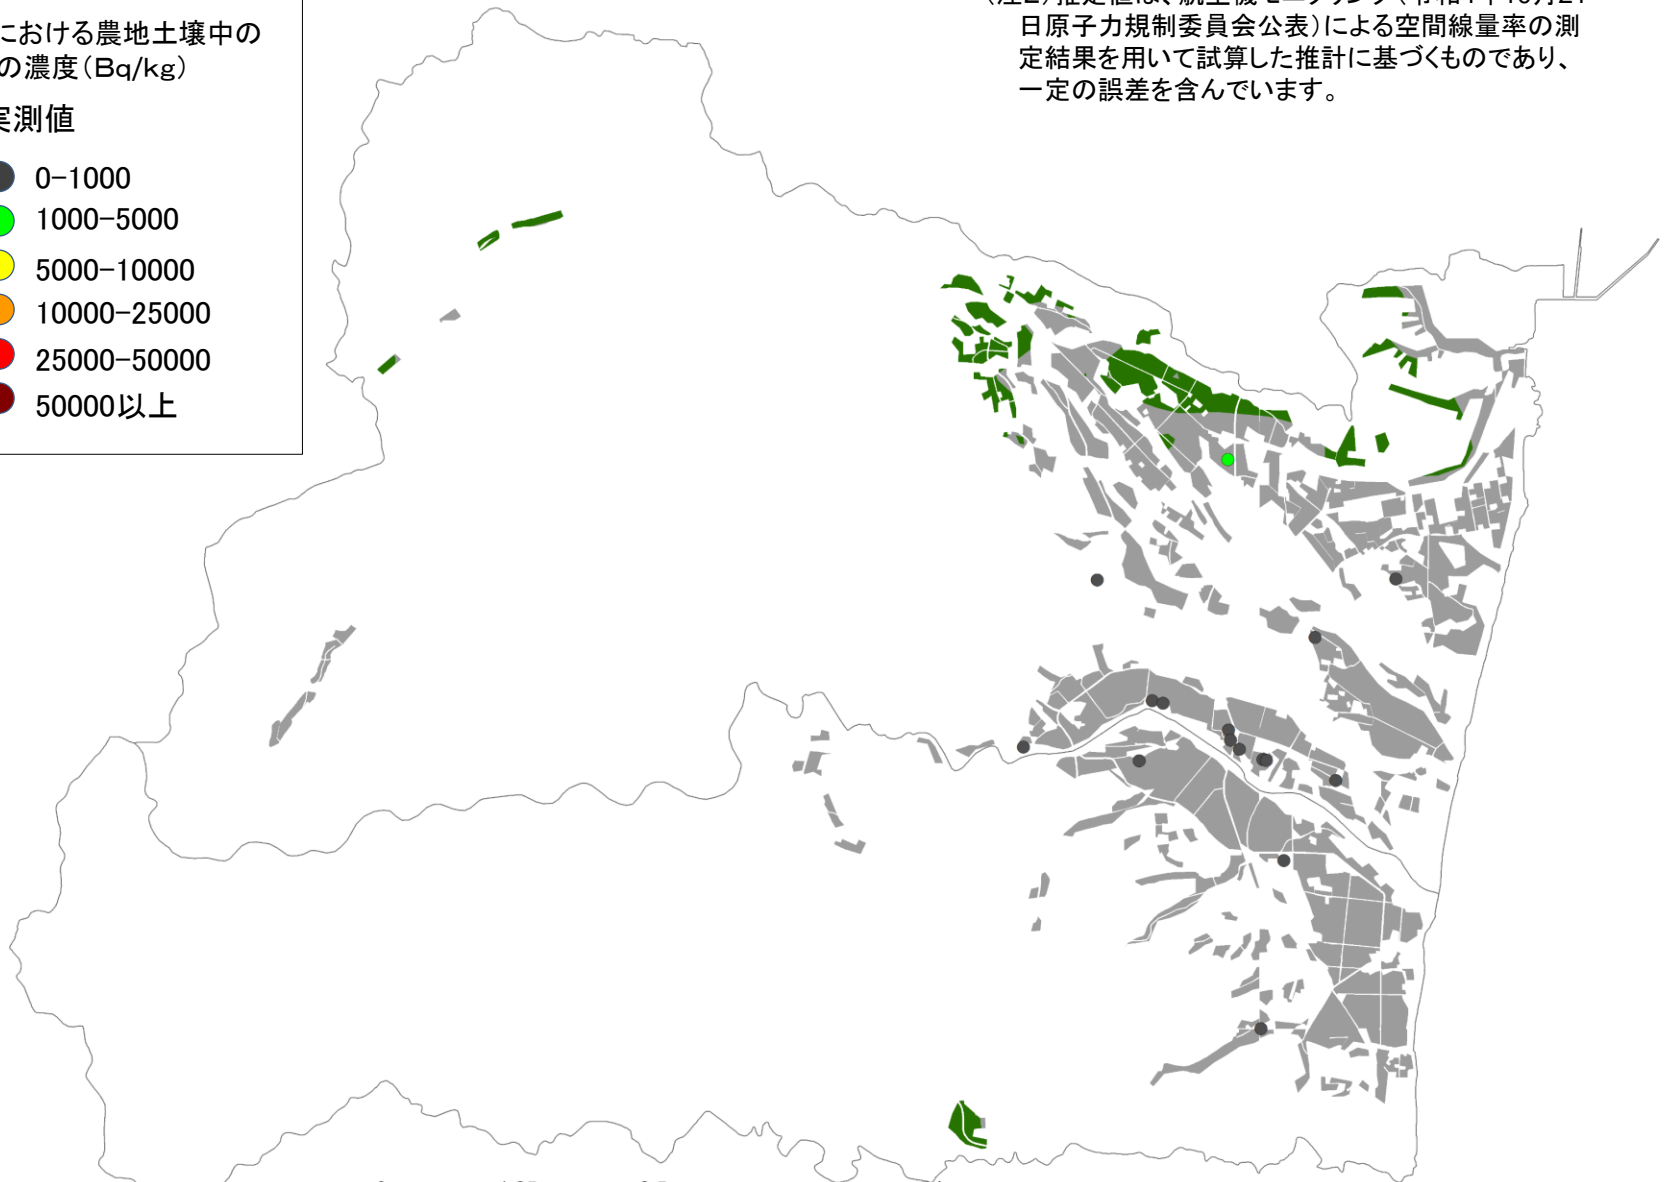 における農地土壌中の
の濃度(Bq/kg)
実測値
0-1000
1000-5000
5000-10000
10000-25000
25000-50000
50000以上
日原子力規制委員会公表)による空間線量率の測
定結果を用いて試算した推計に基づくものであり、
一定の誤差を含んでいます。